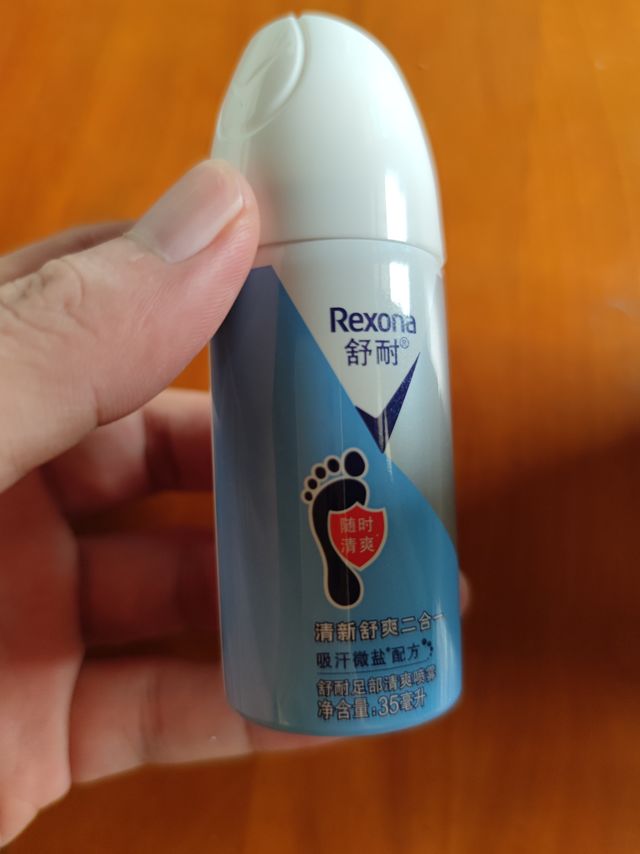 Rexona
舒耐®
随时
清爽
清新舒爽二合一
吸汗微盐*配方
舒耐足部清爽喷雾
净含量:35毫升